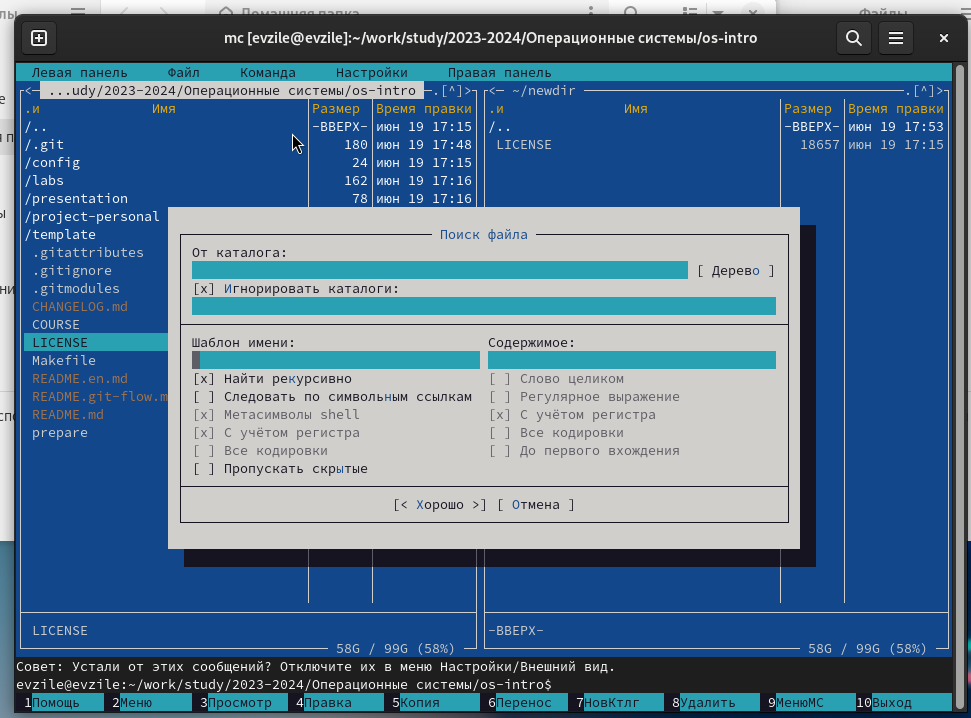 Домашняя папка
Файлы
mc [evzile@evzile]:~/work/study/2023-2024/Операционные системы/os-intro
Левая панель Файл Команда Настройки Правая панель
<─ ...udy/2023-2024/Операционные системы/os-intro ─.[^]> <─ ~/newdir ─.[^]>
.и Имя Размер Время правки .и Имя Размер Время правки
/.. -ВВЕРХ- июн 19 17:15 /.. -ВВЕРХ- июн 19 17:53
/.git 180 июн 19 17:48 LICENSE 18657 июн 19 17:15
/config 24 июн 19 17:15
/labs 162 июн 19 17:16
/presentation 78 июн 19 17:16
/project-personal
/template
.gitattributes
.gitignore
.gitmodules
CHANGELOG.md
COURSE
LICENSE
Makefile
README.en.md
README.git-flow.m
README.md
prepare
Поиск файла
От каталога:
[ Дерево ]
[x] Игнорировать каталоги:
Шаблон имени: Содержимое:
[x] Найти рекурсивно [ ] Слово целиком
[ ] Следовать по символьным ссылкам [ ] Регулярное выражение
[x] Метасимволы shell [x] С учётом регистра
[x] С учётом регистра [ ] Все кодировки
[ ] Все кодировки [ ] До первого вхождения
[ ] Пропускать скрытые
[< Хорошо >] [ Отмена ]
LICENSE -ВВЕРХ-
58G / 99G (58%) 58G / 99G (58%)
Совет: Устали от этих сообщений? Отключите их в меню Настройки/Внешний вид.
evzile@evzile:~/work/study/2023-2024/Операционные системы/os-intro$
1Помощь 2Меню 3Просмотр 4Правка 5Копия 6Перенос 7НовКтлг 8Удалить 9МенюMC 10Выход